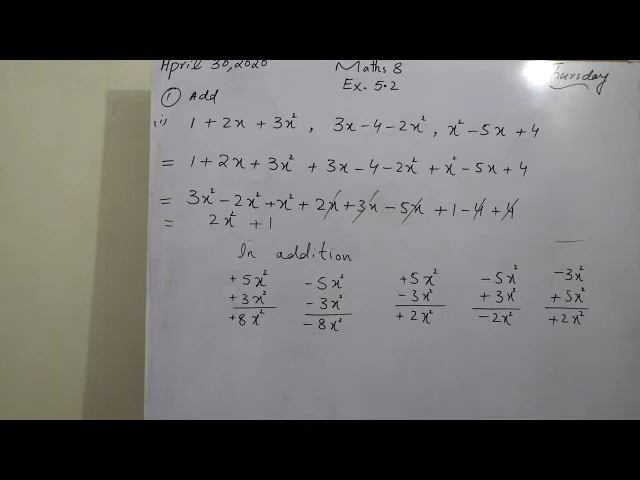 April 30, 2020 Maths 8 Thursday
Ex. 5.2
① Add
i) 1 + 2x + 3x², 3x - 4 - 2x², x² - 5x + 4
= 1 + 2x + 3x² + 3x - 4 - 2x² + x² - 5x + 4
= 3x² - 2x² + x² + 2x + 3x - 5x + 1 - 4 + 4
= 2x² + 1
In addition
+5x² -5x² +5x² -5x² -3x²
+3x² -3x² -3x² +3x² +5x²
+8x² -8x² +2x² -2x² +2x²